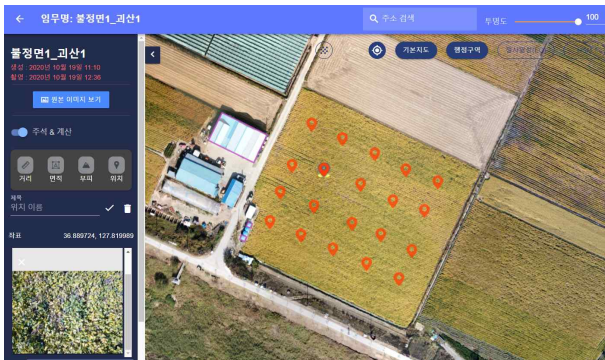 임무명: 불정면1_괴산1
주소 검색
투명도
100
불정면1_괴산1
생성 : 2020년 10월 19일 11:10
촬영 : 2020년 10월 19일 12:36
원본 이미지 보기
기본지도
행정구역
주석 & 계산
거리
면적
부피
위치
제목
위치 이름
좌표
36.889724, 127.819989